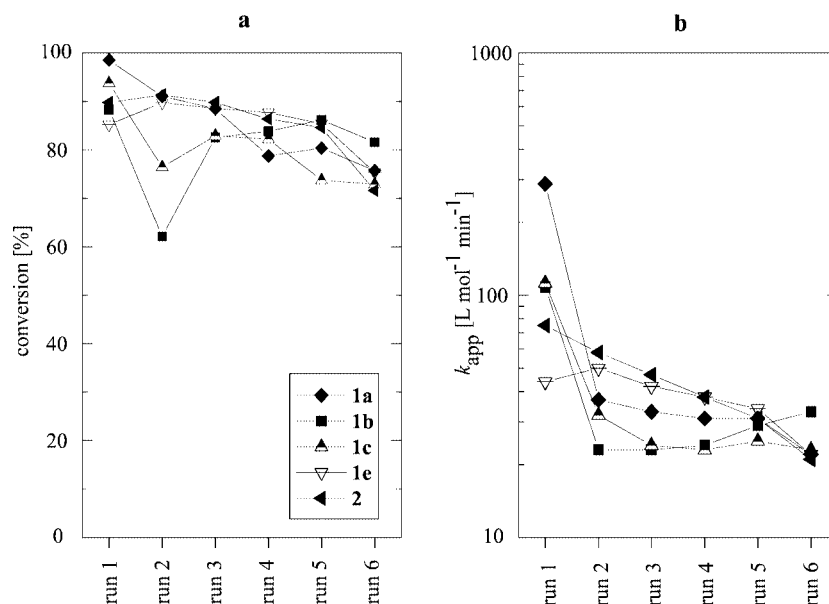 a
b
conversion [%]
100
80
60
40
20
0
1a
1b
1c
1e
2
run 1
run 2
run 3
run 4
run 5
run 6
k_app [L mol⁻¹ min⁻¹]
1000
100
10
run 1
run 2
run 3
run 4
run 5
run 6